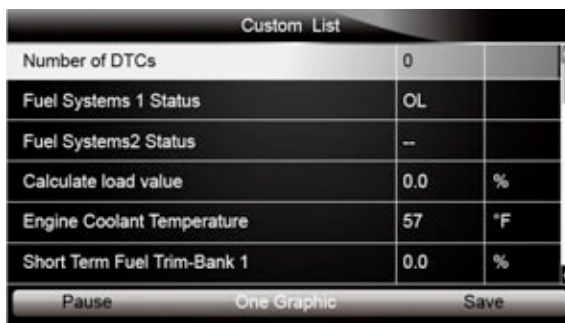 Custom List
Number of DTCs 0
Fuel Systems 1 Status OL
Fuel Systems2 Status --
Calculate load value 0.0 %
Engine Coolant Temperature 57 °F
Short Term Fuel Trim-Bank 1 0.0 %
Pause One Graphic Save